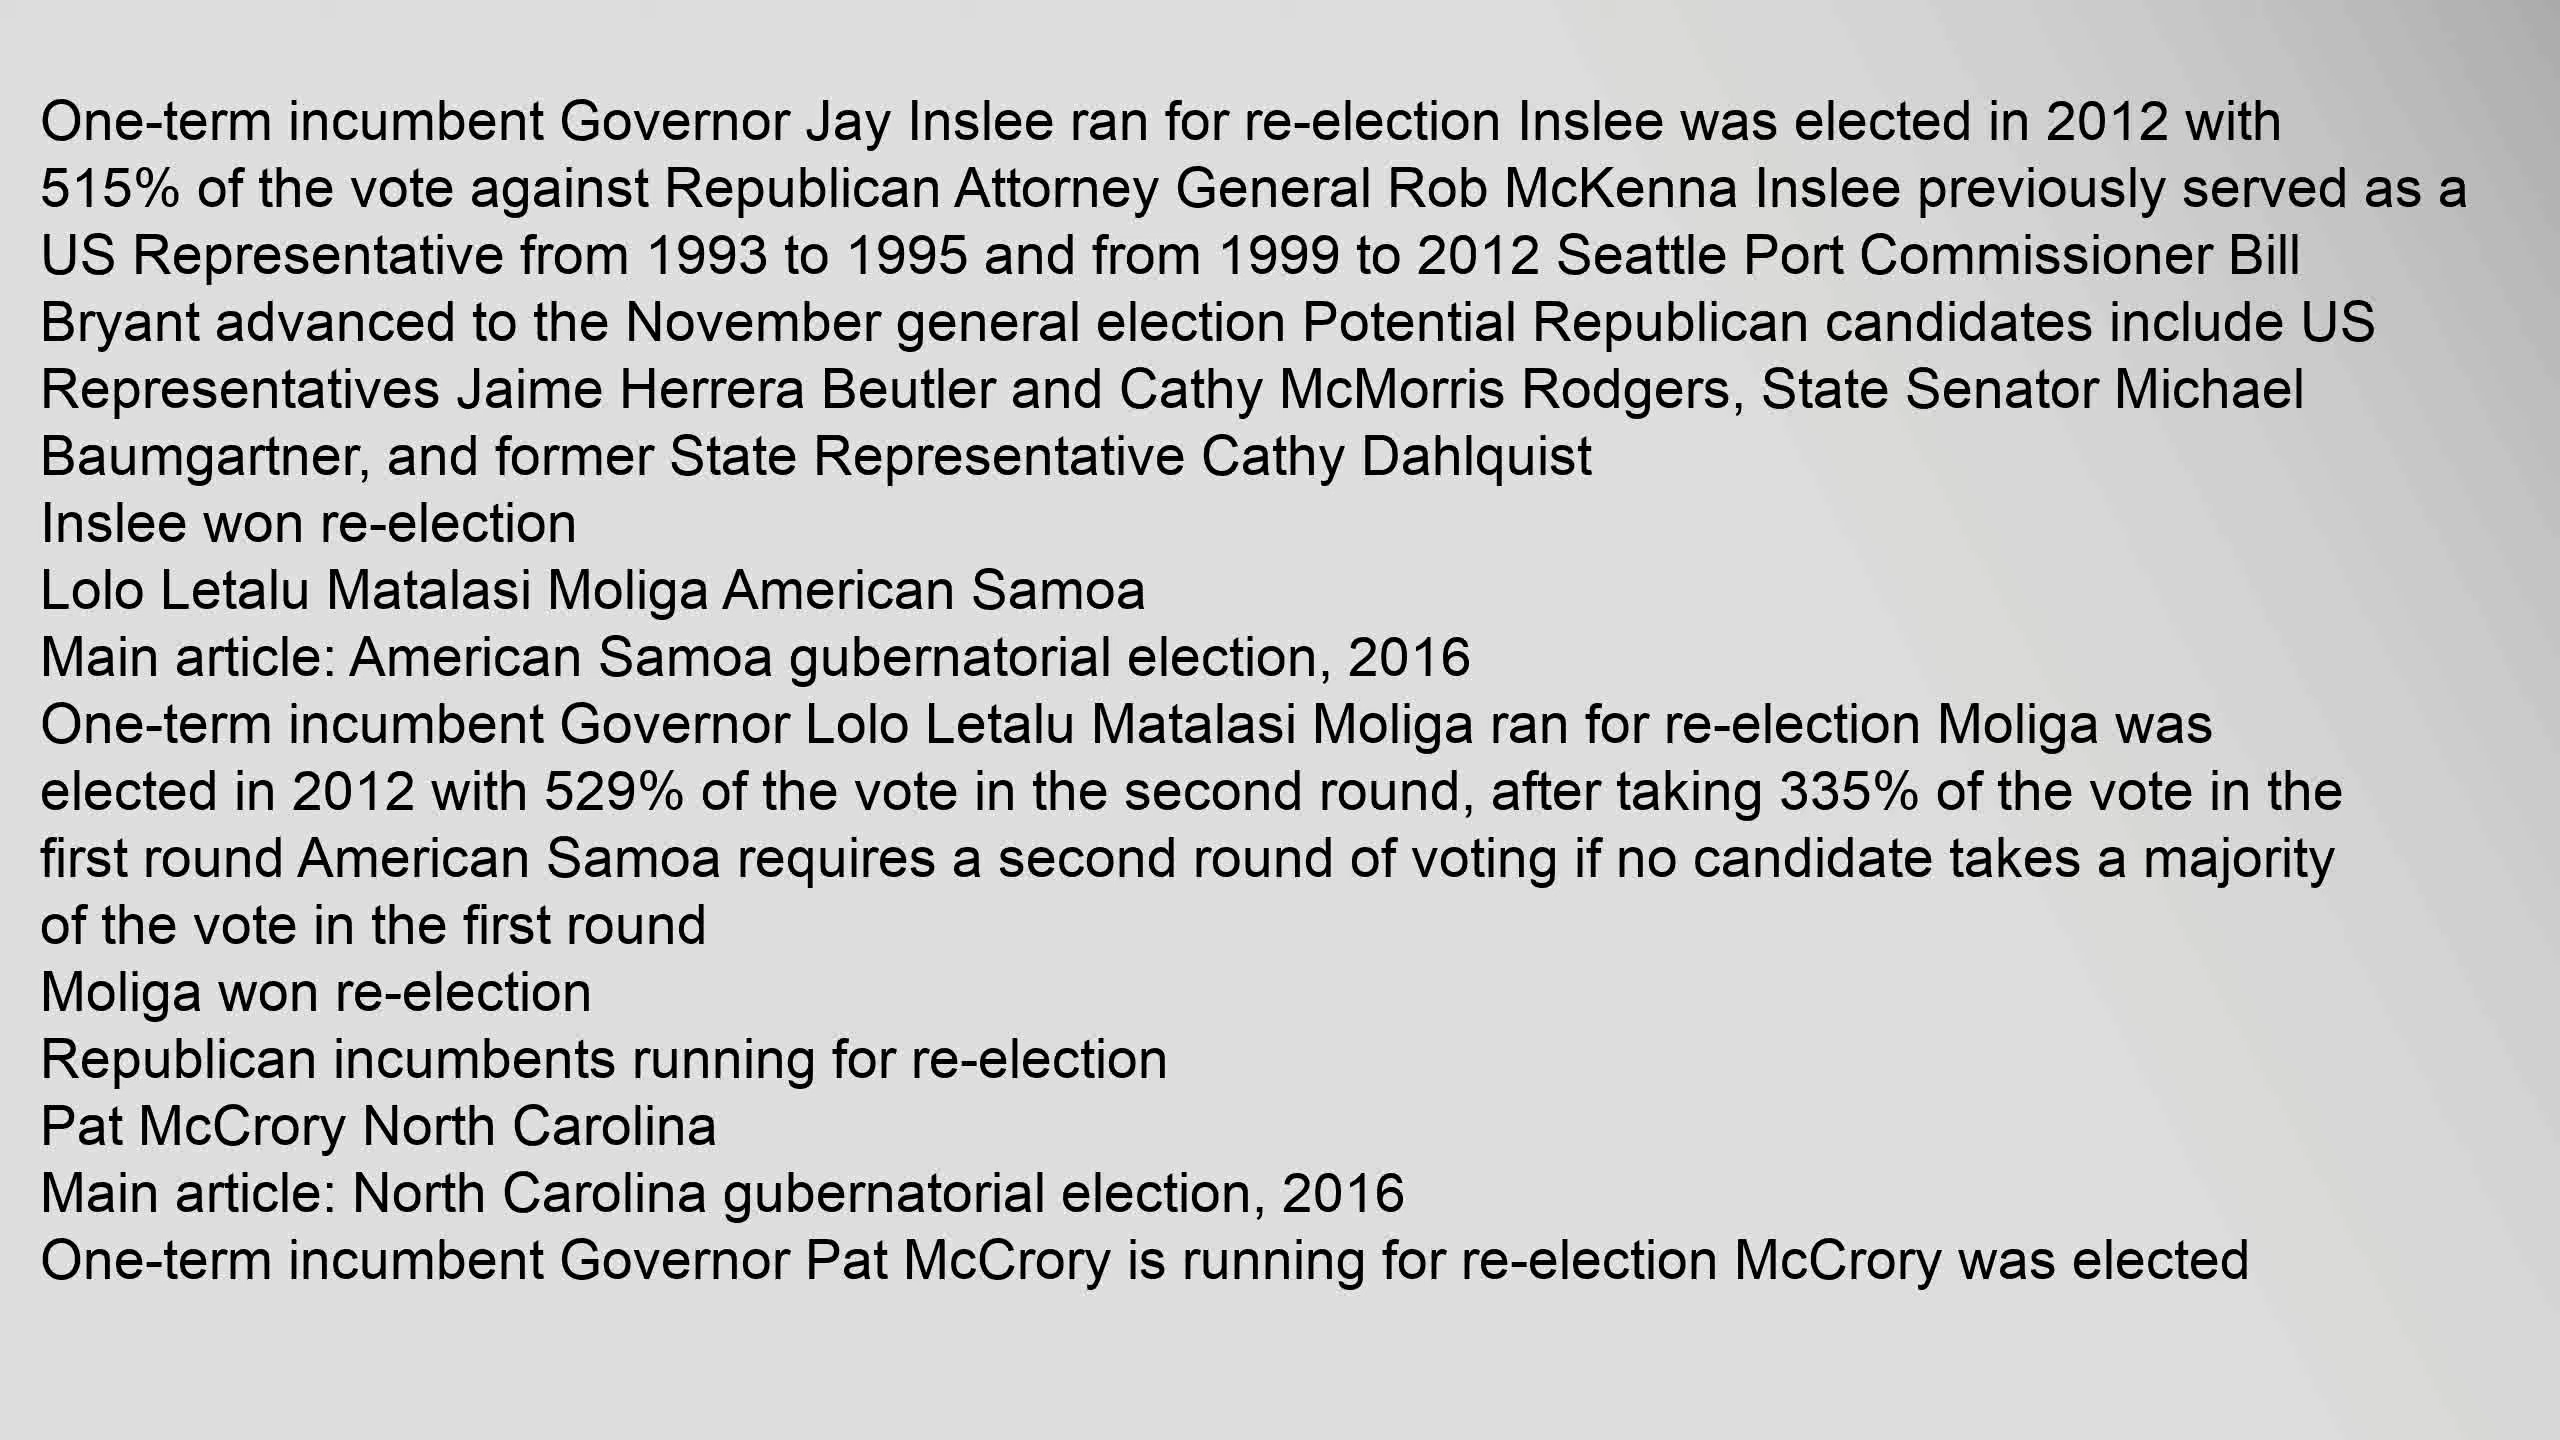 One-term incumbent Governor Jay Inslee ran for re-election Inslee was elected in 2012 with
515% of the vote against Republican Attorney General Rob McKenna Inslee previously served as a
US Representative from 1993 to 1995 and from 1999 to 2012 Seattle Port Commissioner Bill
Bryant advanced to the November general election Potential Republican candidates include US
Representatives Jaime Herrera Beutler and Cathy McMorris Rodgers, State Senator Michael
Baumgartner, and former State Representative Cathy Dahlquist
Inslee won re-election
Lolo Letalu Matalasi Moliga American Samoa
Main article: American Samoa gubernatorial election, 2016
One-term incumbent Governor Lolo Letalu Matalasi Moliga ran for re-election Moliga was
elected in 2012 with 529% of the vote in the second round, after taking 335% of the vote in the
first round American Samoa requires a second round of voting if no candidate takes a majority
of the vote in the first round
Moliga won re-election
Republican incumbents running for re-election
Pat McCrory North Carolina
Main article: North Carolina gubernatorial election, 2016
One-term incumbent Governor Pat McCrory is running for re-election McCrory was elected